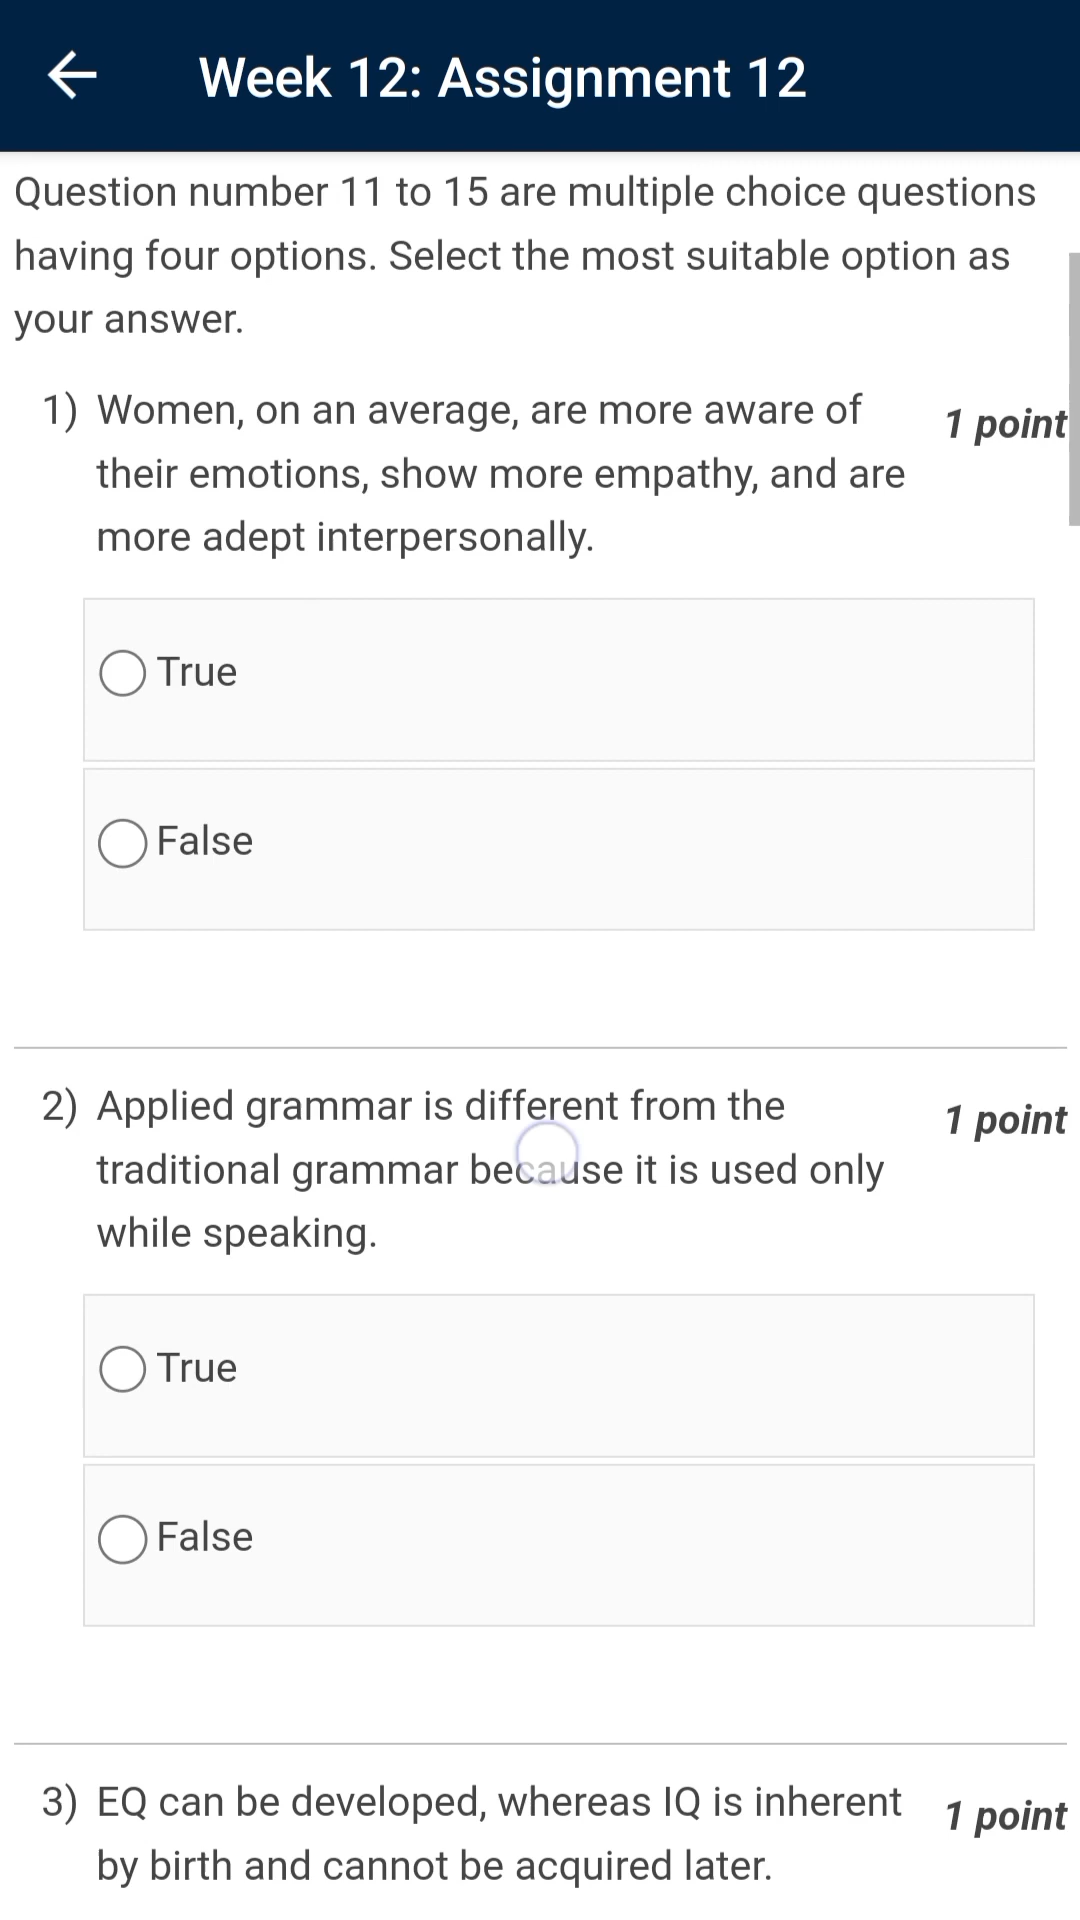 Week 12: Assignment 12
Question number 11 to 15 are multiple choice questions
having four options. Select the most suitable option as
your answer.
1) Women, on an average, are more aware of
1 point
their emotions, show more empathy, and are
more adept interpersonally.
True
False
2) Applied grammar is different from the
1 point
traditional grammar because it is used only
while speaking.
True
False
3) EQ can be developed, whereas IQ is inherent
1 point
by birth and cannot be acquired later.